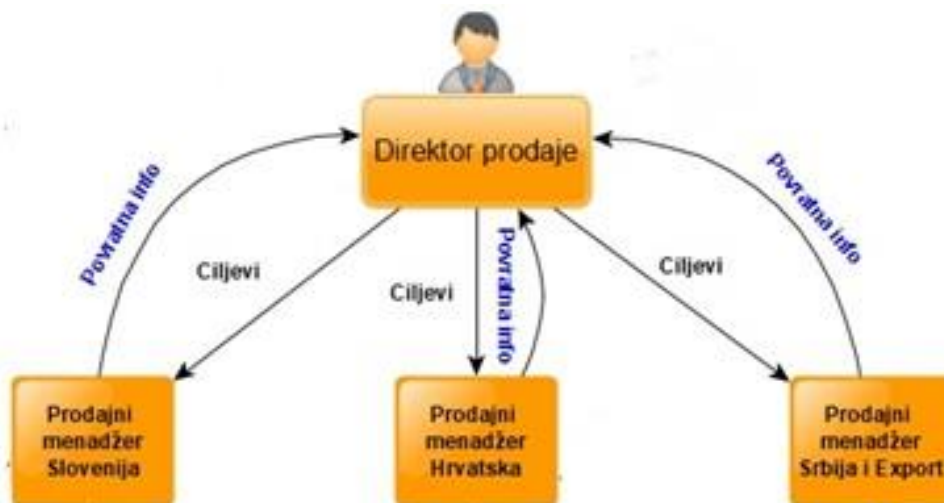 Direktor prodaje
Povratna info
Ciljevi
Ciljevi
Povratna info
Ciljevi
Povratna info
Prodajni
menadžer
Slovenija
Prodajni
menadžer
Hrvatska
Prodajni
menadžer
Srbija i Export